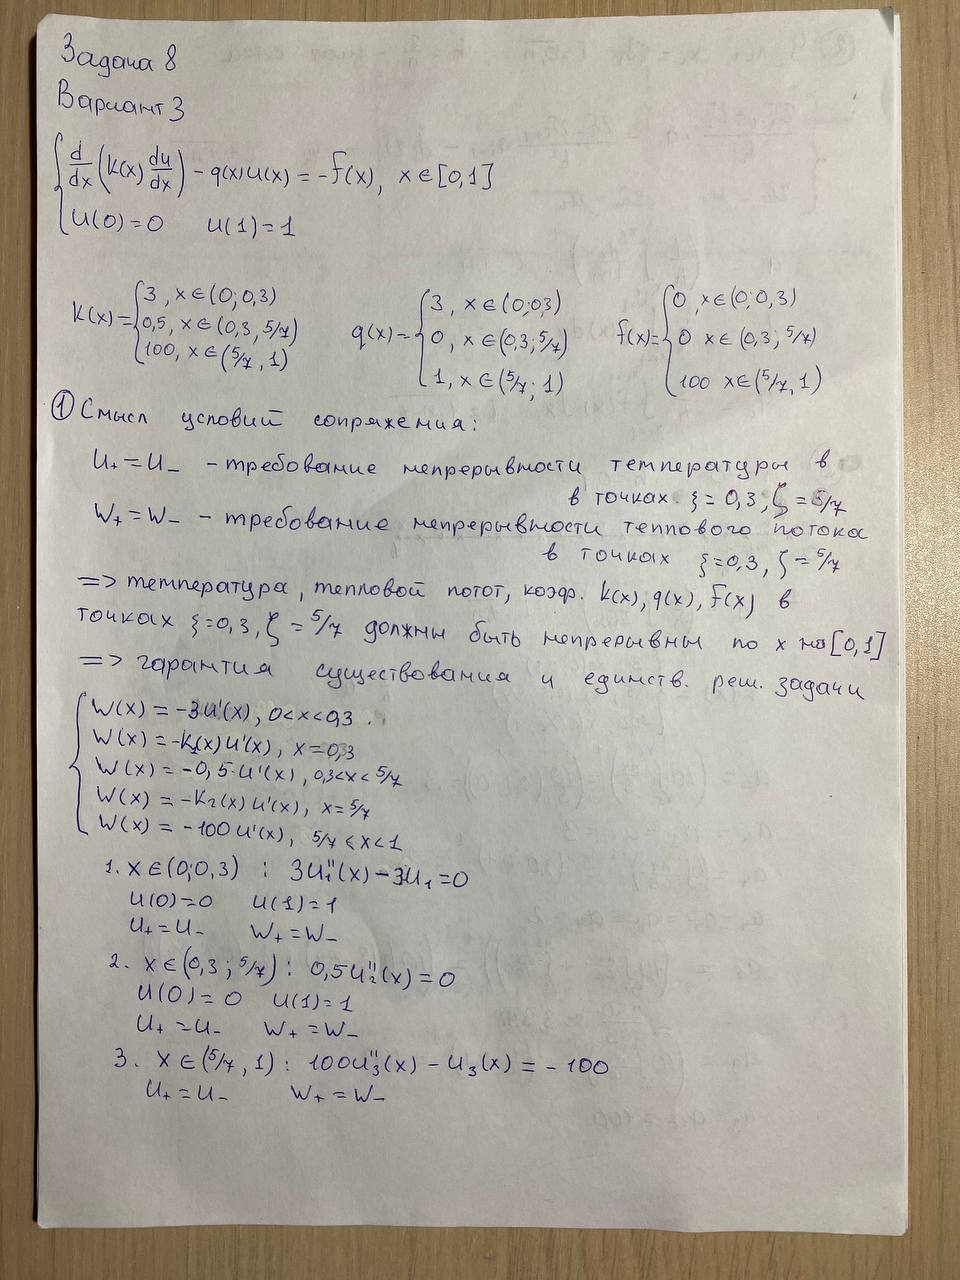 Задача 8
Вариант 3
{ d/dx (k(x) du/dx) - q(x)u(x) = -f(x), x ∈ [0,1]
u(0)=0 u(1)=1
k(x) = { 3, x ∈ (0; 0,3) q(x) = { 3, x ∈ (0; 0,3) f(x) = { 0, x ∈ (0; 0,3)
0,5, x ∈ (0,3, 5/7) 0, x ∈ (0,3; 5/7) 0 x ∈ (0,3; 5/7)
100, x ∈ (5/7, 1) 1, x ∈ (5/7; 1) 100 x ∈ (5/7, 1)
① Смысл условий сопряжения:
U₊ = U₋ - требование непрерывности температуры в
в точках ξ = 0,3; ζ = 5/7
W₊ = W₋ - требование непрерывности теплового потока
в точках ξ=0,3, ζ = 5/7
=> температура, тепловой потот, коэф. k(x), q(x), f(x) в
точках ξ=0,3, ζ = 5/7 должны быть непрерывны по x на [0,1]
=> гарантия существования и единств. реш. задачи
{ W(x) = -3u'(x), 0<x<0,3.
W(x) = -k₁(x)u'(x), x=0,3
W(x) = -0,5·u'(x), 0,3<x<5/7
W(x) = -k₂(x)u'(x), x=5/7
W(x) = -100u'(x), 5/7<x<1
1. x ∈ (0; 0,3) : 3u₁''(x) - 3u₁ = 0
u(0)=0 u(1)=1
u₊ = u₋ W₊ = W₋
2. x ∈ (0,3; 5/7) : 0,5u₂''(x) = 0
u(0) = 0 u(1) = 1
u₊ = u₋ W₊ = W₋
3. x ∈ (5/7, 1) : 100u₃''(x) - u₃(x) = -100
u₊ = u₋ W₊ = W₋